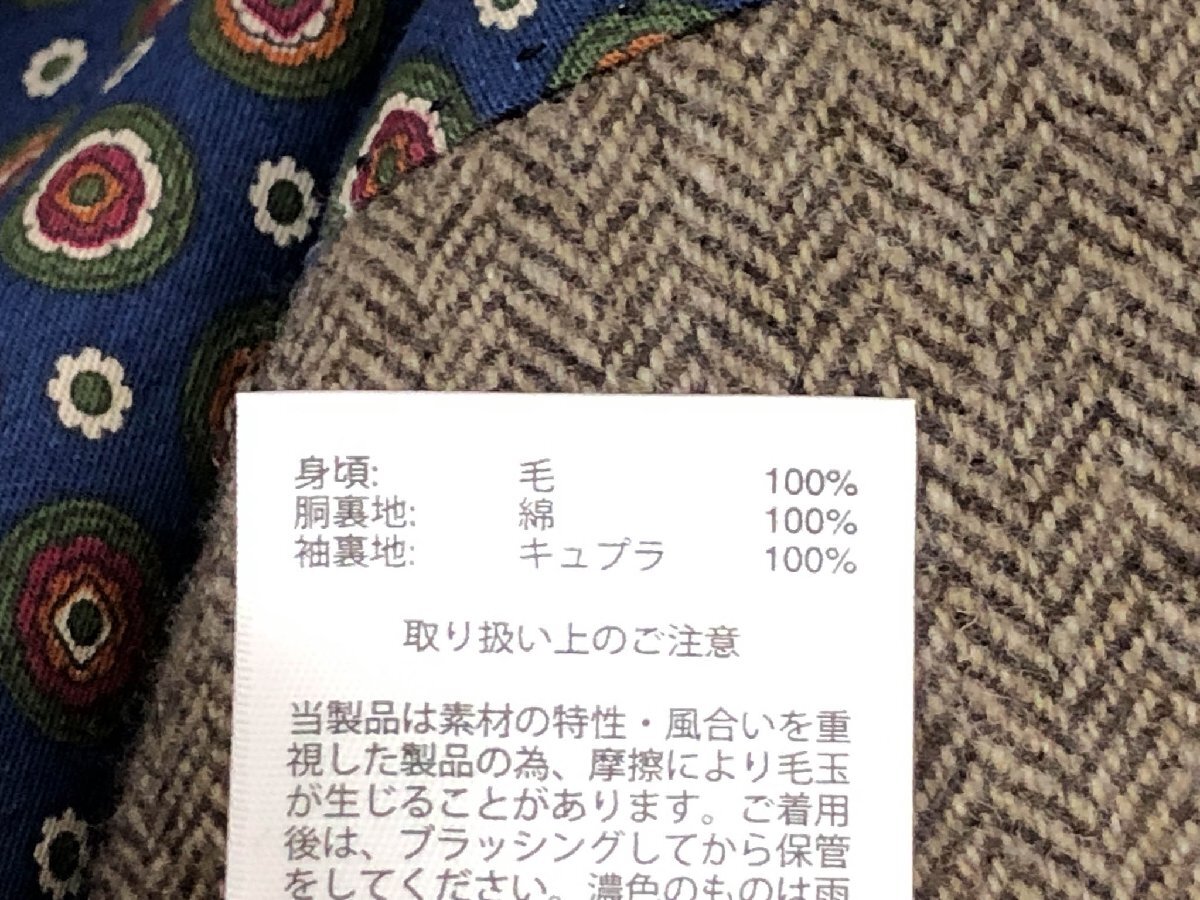 身頃: 毛 100%
胴裏地: 綿 100%
袖裏地: キュプラ 100%
取り扱い上のご注意
当製品は素材の特性・風合いを重
視した製品の為、摩擦により毛玉
が生じることがあります。ご着用
後は、ブラッシングしてから保管
をしてください。濃色のものは雨